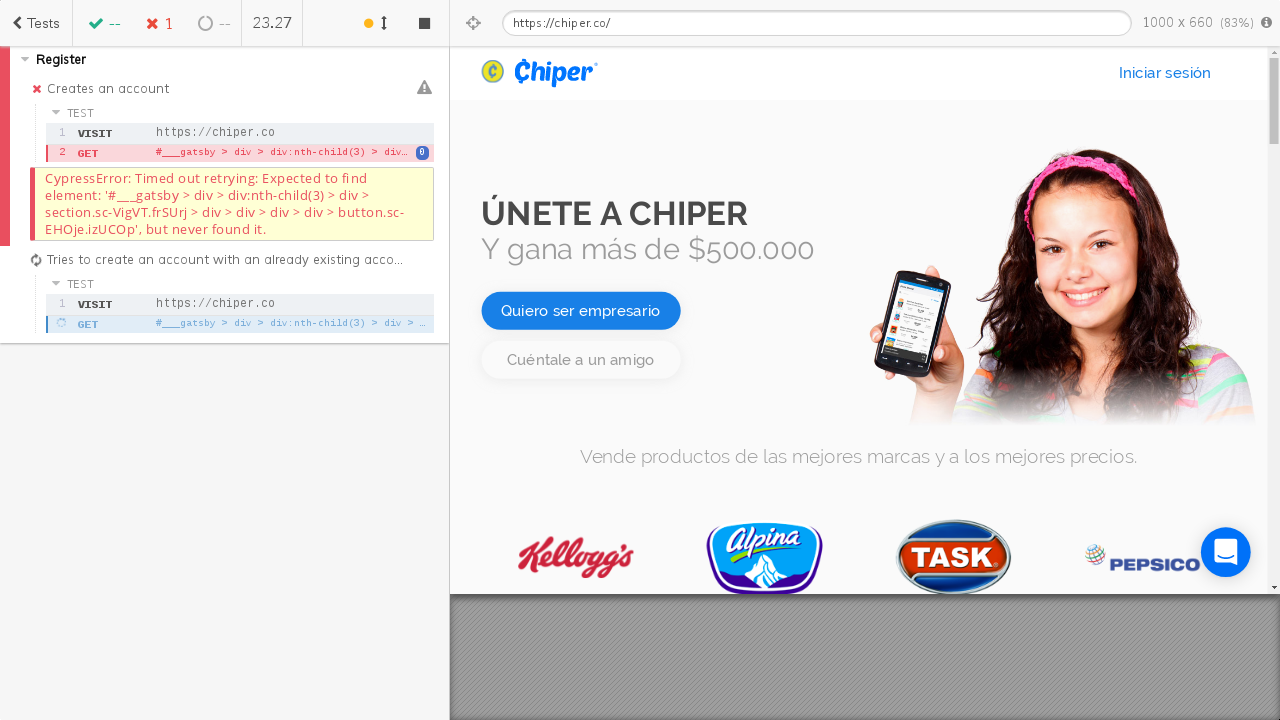 Tests
--
1
--
23.27
https://chiper.co/
1000 x 660 (83%)
Register
Creates an account
TEST
1 VISIT https://chiper.co
2 GET #___gatsby > div > div:nth-child(3) > div… 0
CypressError: Timed out retrying: Expected to find
element: '#___gatsby > div > div:nth-child(3) > div >
section.sc-VigVT.frSUrj > div > div > div > div > button.sc-
EHOje.izUCOp', but never found it.
Tries to create an account with an already existing acco...
TEST
1 VISIT https://chiper.co
GET #___gatsby > div > div:nth-child(3) > div > …
Chiper
Iniciar sesión
ÚNETE A CHIPER
Y gana más de $500.000
Quiero ser empresario
Cuéntale a un amigo
Vende productos de las mejores marcas y a los mejores precios.
Kellogg's
Alpina
TASK
PEPSICO